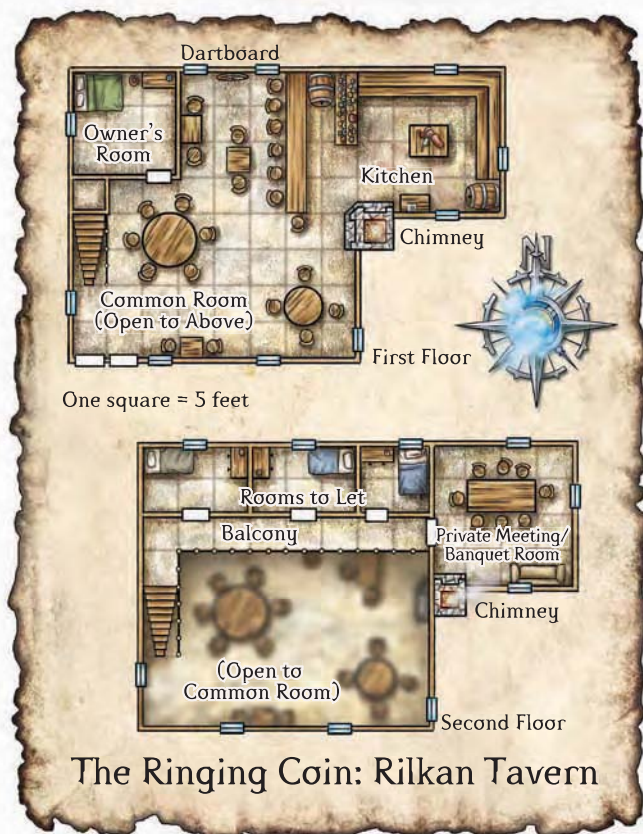 Dartboard
Owner's
Room
Kitchen
Chimney
N
Common Room
(Open to Above)
First Floor
One square = 5 feet
Rooms to Let
Balcony
Private Meeting/
Banquet Room
Chimney
(Open to
Common Room)
Second Floor
The Ringing Coin: Rilkan Tavern